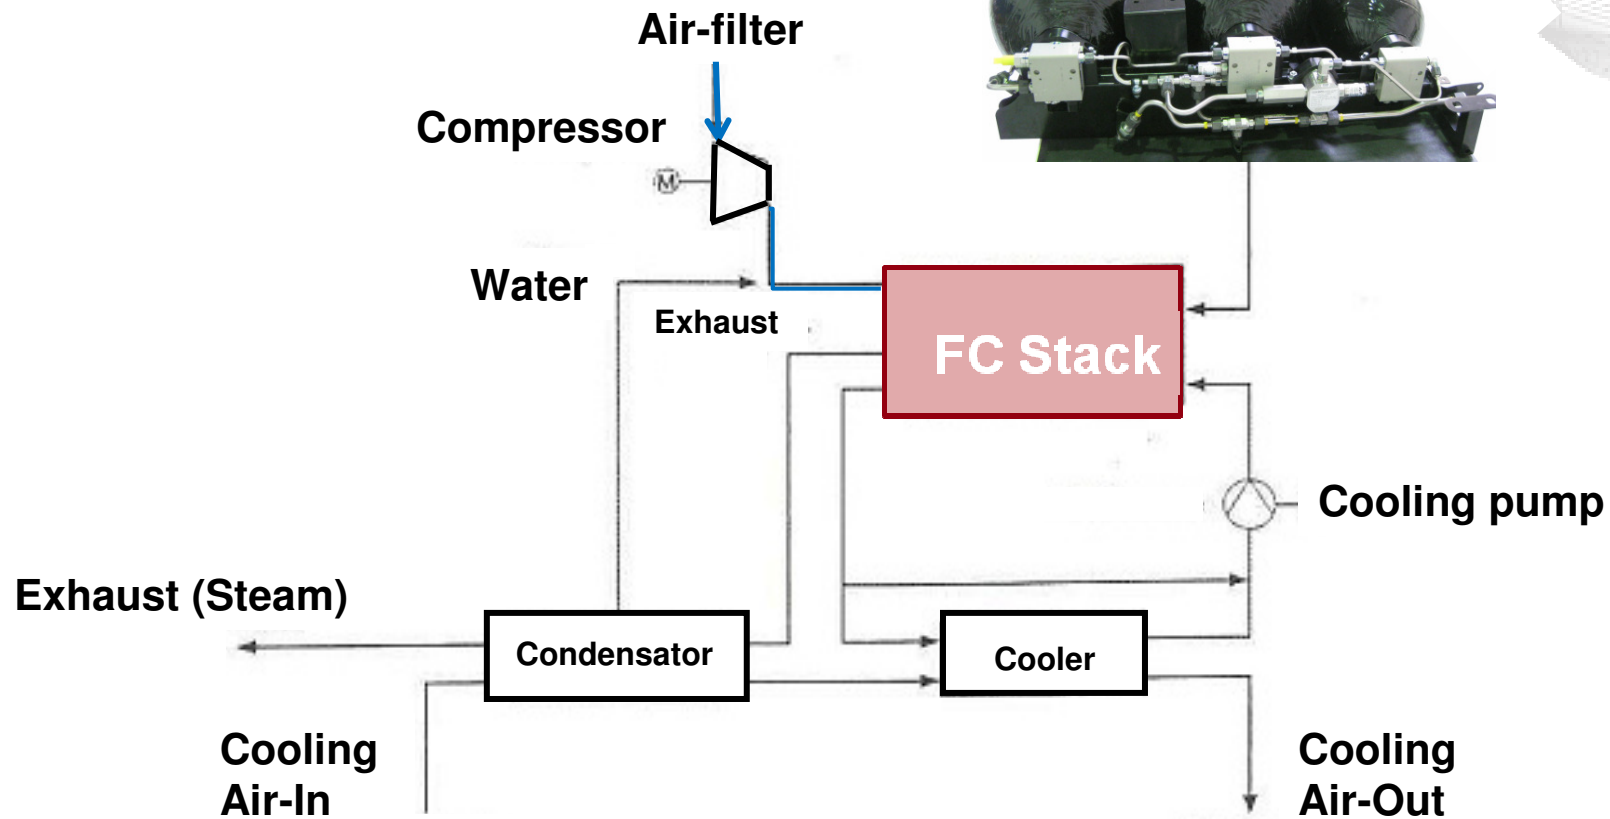 Air-filter
Compressor
M
Water
Exhaust
FC Stack
Cooling pump
Exhaust (Steam)
Condensator
Cooler
Cooling
Air-In
Cooling
Air-Out